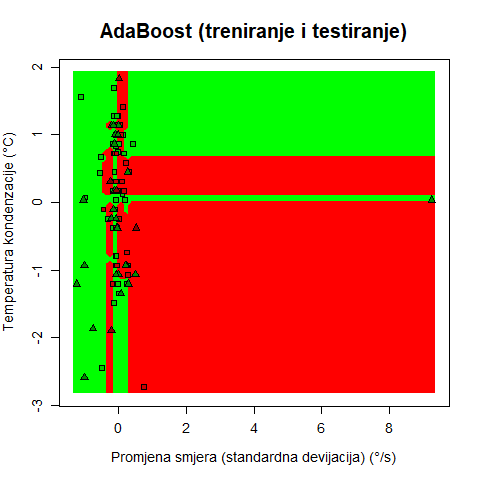 AdaBoost (treniranje i testiranje)
Temperatura kondenzacije (°C)
2
1
0
-1
-2
-3
0 2 4 6 8
Promjena smjera (standardna devijacija) (°/s)